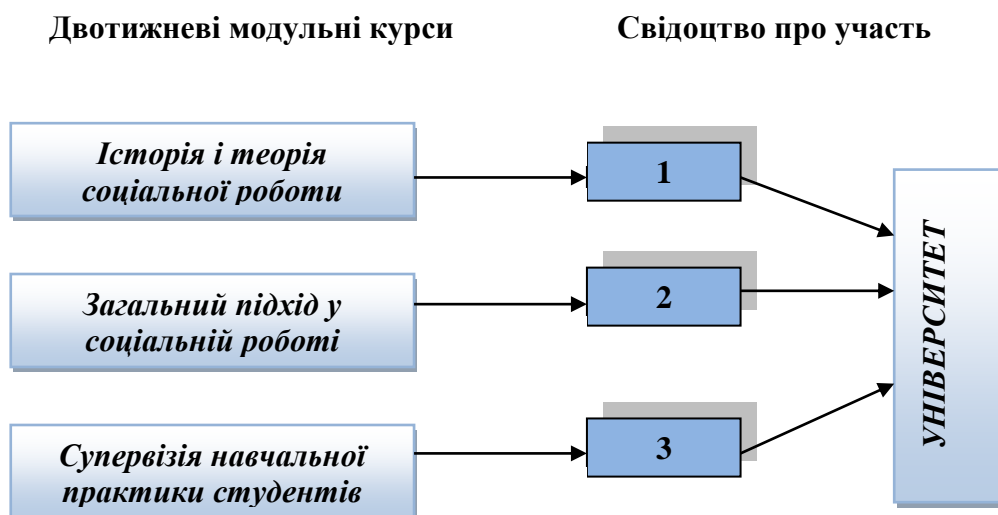 Двотижневі модульні курси
Свідоцтво про участь
Історія і теорія
соціальної роботи
1
Загальний підхід у
соціальній роботі
2
Супервізія навчальної
практики студентів
3
УНІВЕРСИТЕТ